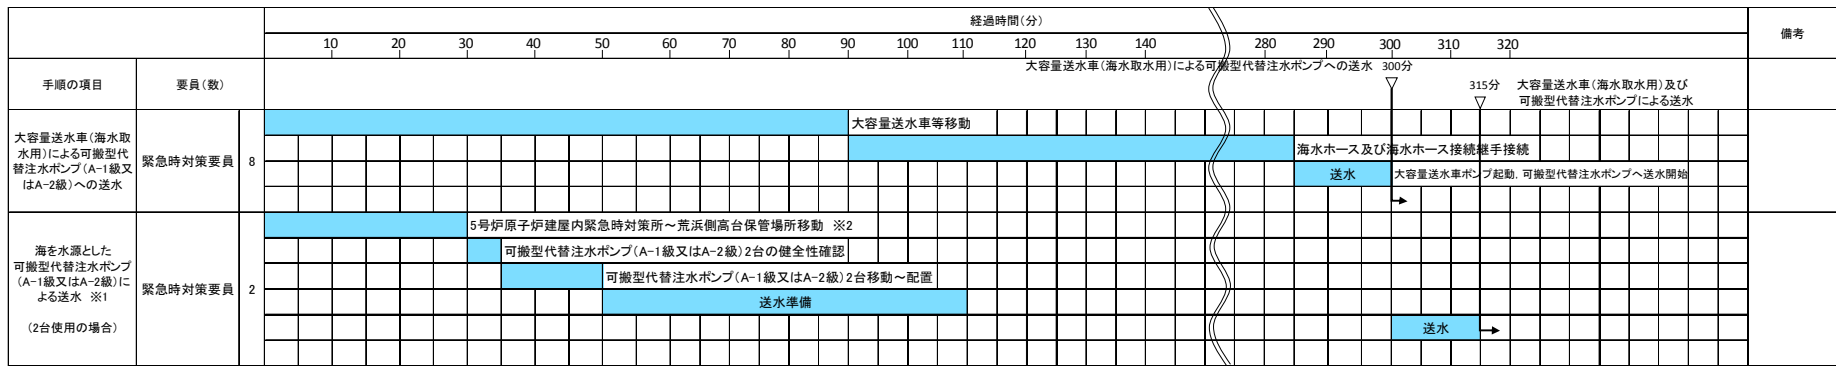 経過時間(分)
備考
10 20 30 40 50 60 70 80 90 100 110 120 130 140 280 290 300 310 320
手順の項目
要員(数)
大容量送水車(海水取水用)による可搬型代替注水ポンプへの送水 300分
315分
大容量送水車(海水取水用)及び
可搬型代替注水ポンプによる送水
大容量送水車(海水取
水用)による可搬型代
替注水ポンプ(A-1級又
はA-2級)への送水
緊急時対策要員
8
大容量送水車等移動
海水ホース及び海水ホース接続継手接続
送水
大容量送水車ポンプ起動,可搬型代替注水ポンプへ送水開始
海を水源とした
可搬型代替注水ポンプ
(A-1級又はA-2級)に
よる送水 ※1
(2台使用の場合)
緊急時対策要員
2
5号炉原子炉建屋内緊急時対策所~荒浜側高台保管場所移動 ※2
可搬型代替注水ポンプ(A-1級又はA-2級)2台の健全性確認
可搬型代替注水ポンプ(A-1級又はA-2級)2台移動~配置
送水準備
送水